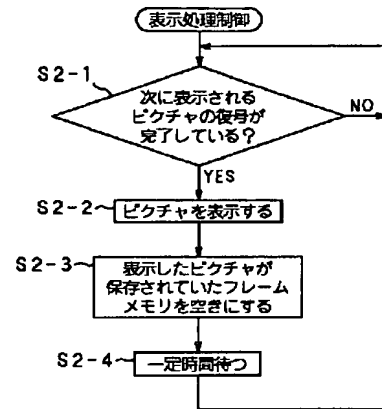 表示処理制御
S2-1
次に表示される
ピクチャの復号が
完了している?
NO
YES
S2-2
ピクチャを表示する
S2-3
表示したピクチャが
保存されていたフレーム
メモリを空きにする
S2-4
一定時間待つ